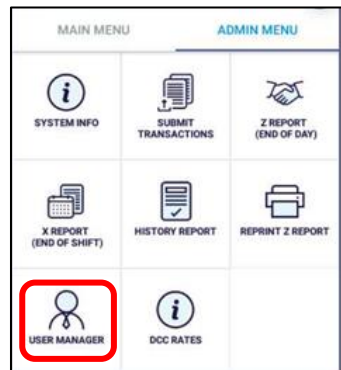 MAIN MENU
ADMIN MENU
SYSTEM INFO
SUBMIT
TRANSACTIONS
Z REPORT
(END OF DAY)
X REPORT
(END OF SHIFT)
HISTORY REPORT
REPRINT Z REPORT
USER MANAGER
DCC RATES